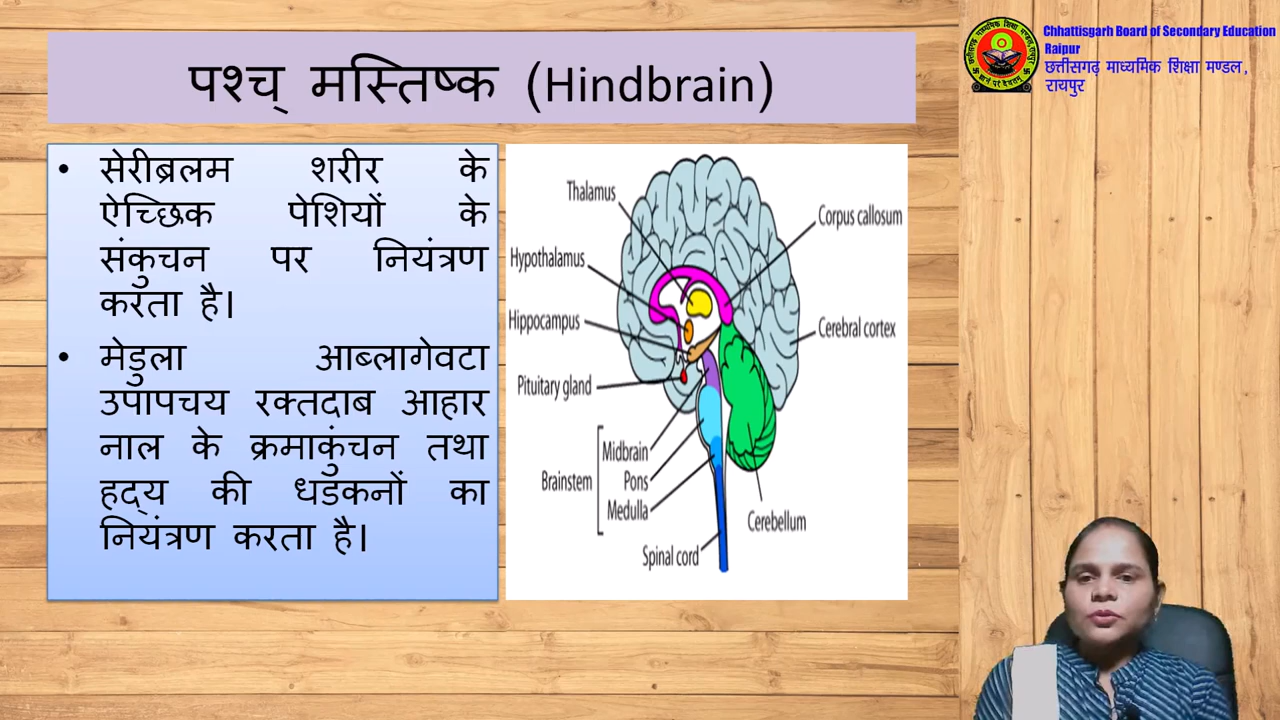 पश्च् मस्तिष्क (Hindbrain)
Chhattisgarh Board of Secondary Education
Raipur
छत्तीसगढ़ माध्यमिक शिक्षा मण्डल,
रायपुर
• सेरीब्रलम शरीर के
ऐच्छिक पेशियों के
संकुचन पर नियंत्रण
करता है।
• मेडुला आब्लागेवटा
उपापचय रक्तदाब आहार
नाल के क्रमाकुंचन तथा
हद्य की धडकनों का
नियंत्रण करता है।
Thalamus
Corpus callosum
Hypothalamus
Hippocampus
Cerebral cortex
Pituitary gland
Midbrain
Brainstem
Pons
Medulla
Cerebellum
Spinal cord